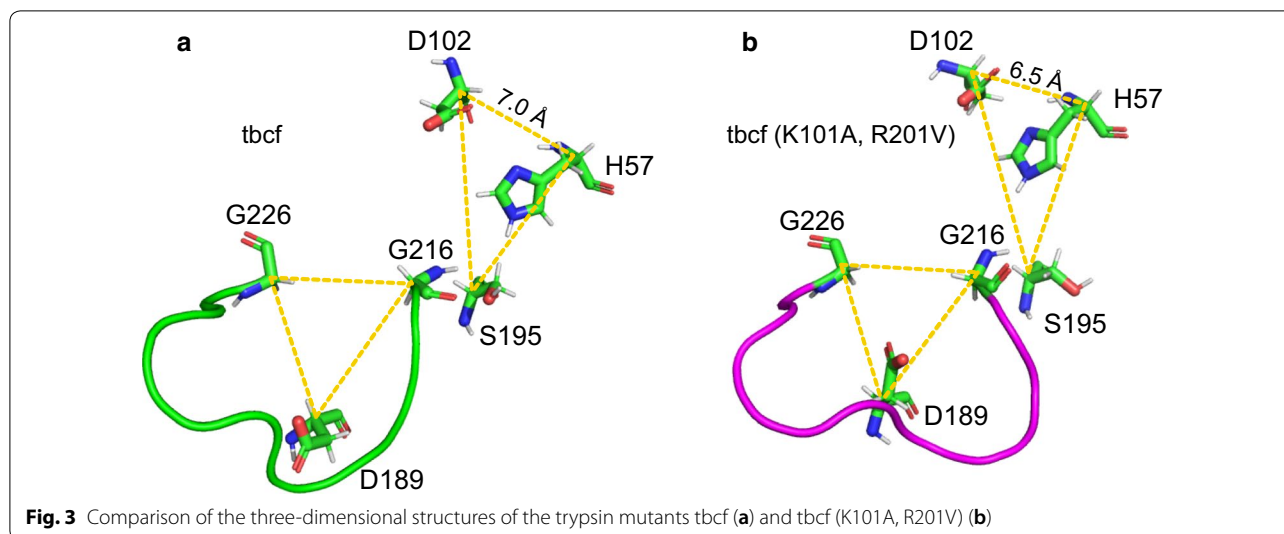 a
D102
7.0 Å
tbcf
H57
G226
G216
S195
D189
b
D102
6.5 Å
H57
tbcf (K101A, R201V)
G226
G216
S195
D189
Fig. 3 Comparison of the three-dimensional structures of the trypsin mutants tbcf (a) and tbcf (K101A, R201V) (b)